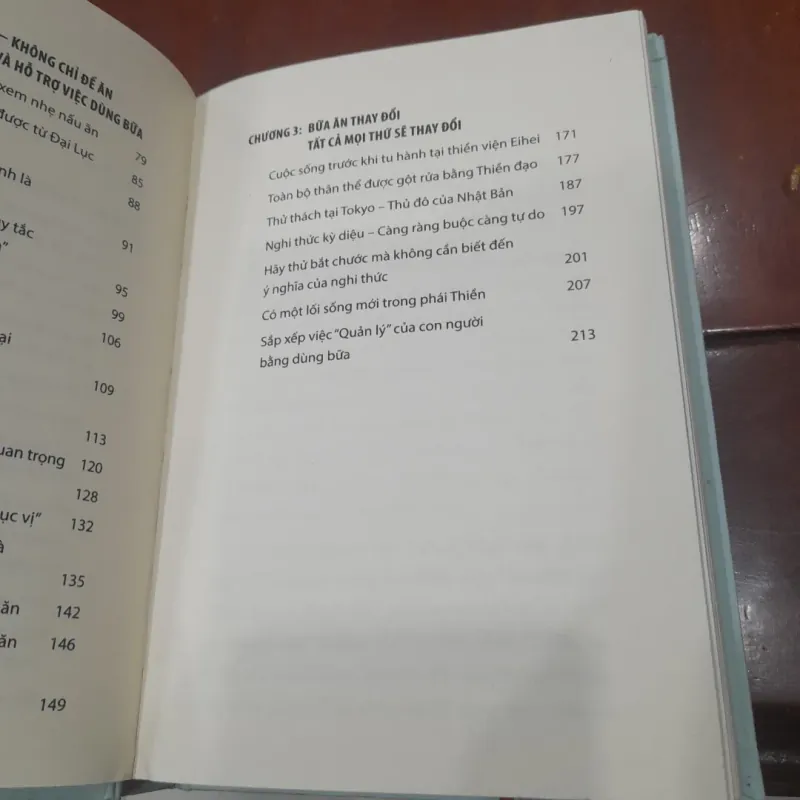 – KHÔNG CHỈ ĐỂ ĂN
VÀ HỖ TRỢ VIỆC DÙNG BỮA
xem nhẹ nấu ăn 79
được từ Đại Lục 85
là 88
tắc 91
95
99
106
109
113
trọng 120
128
vị” 132
135
ăn 142
ăn 146
149
CHƯƠNG 3: BỮA ĂN THAY ĐỔI
TẤT CẢ MỌI THỨ SẼ THAY ĐỔI
Cuộc sống trước khi tu hành tại thiền viện Eihei 171
Toàn bộ thân thể được gột rửa bằng Thiền đạo 177
Thử thách tại Tokyo – Thủ đô của Nhật Bản 187
Nghi thức kỳ diệu – Càng ràng buộc càng tự do 197
Hãy thử bắt chước mà không cần biết đến
ý nghĩa của nghi thức 201
Có một lối sống mới trong phái Thiền 207
Sắp xếp việc “Quản lý” của con người
bằng dùng bữa 213